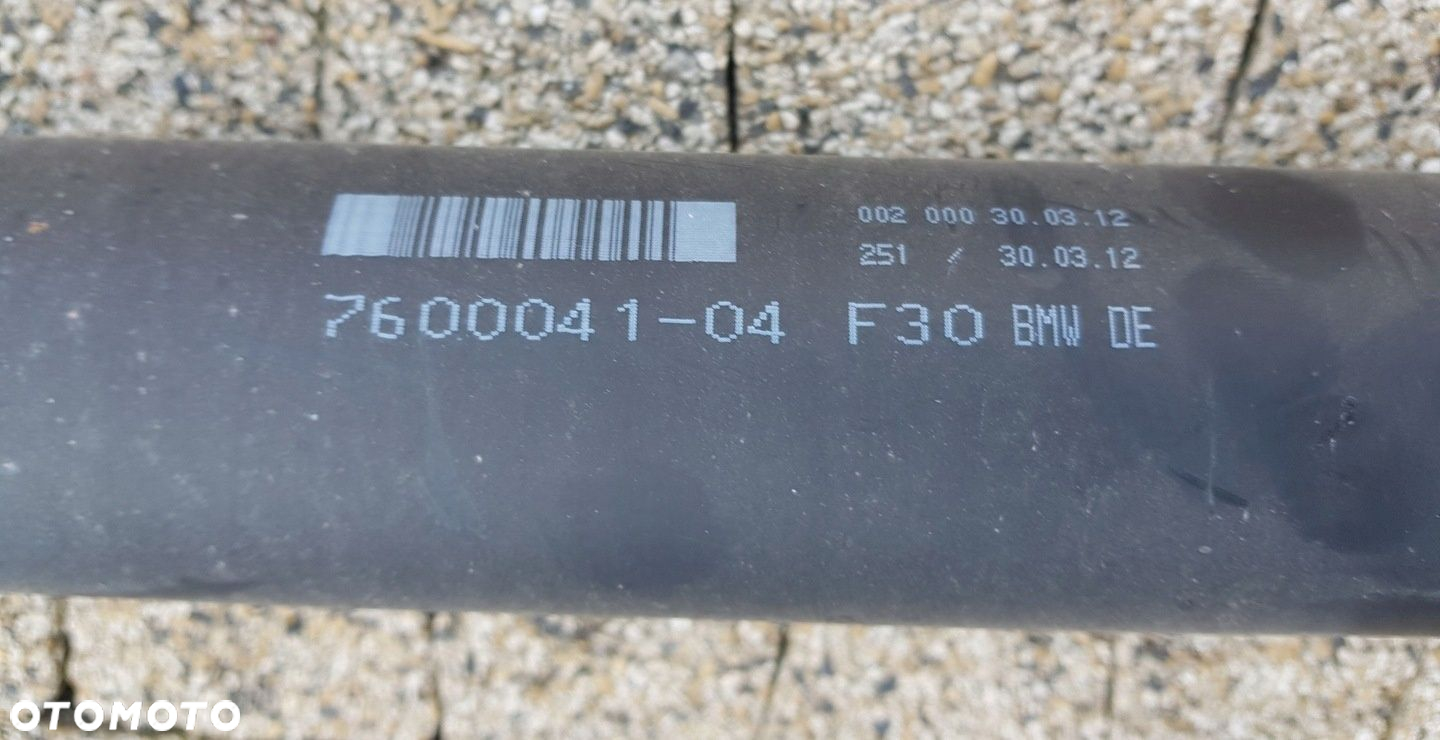 002 000 30.03.12
251 / 30.03.12
7600041-04 F30 BMW DE
OTOMOTO